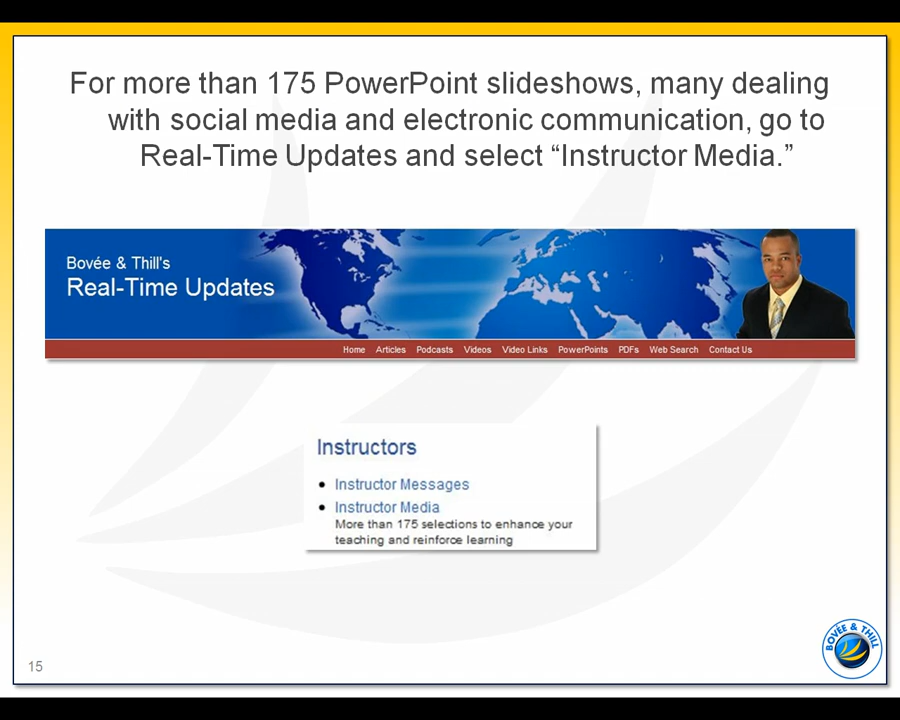 For more than 175 PowerPoint slideshows, many dealing
with social media and electronic communication, go to
Real-Time Updates and select “Instructor Media.”
Bovée & Thill's
Real-Time Updates
Home Articles Podcasts Videos Video Links PowerPoints PDFs Web Search Contact Us
Instructors
• Instructor Messages
• Instructor Media
More than 175 selections to enhance your
teaching and reinforce learning
15
BOVÉE & THILL